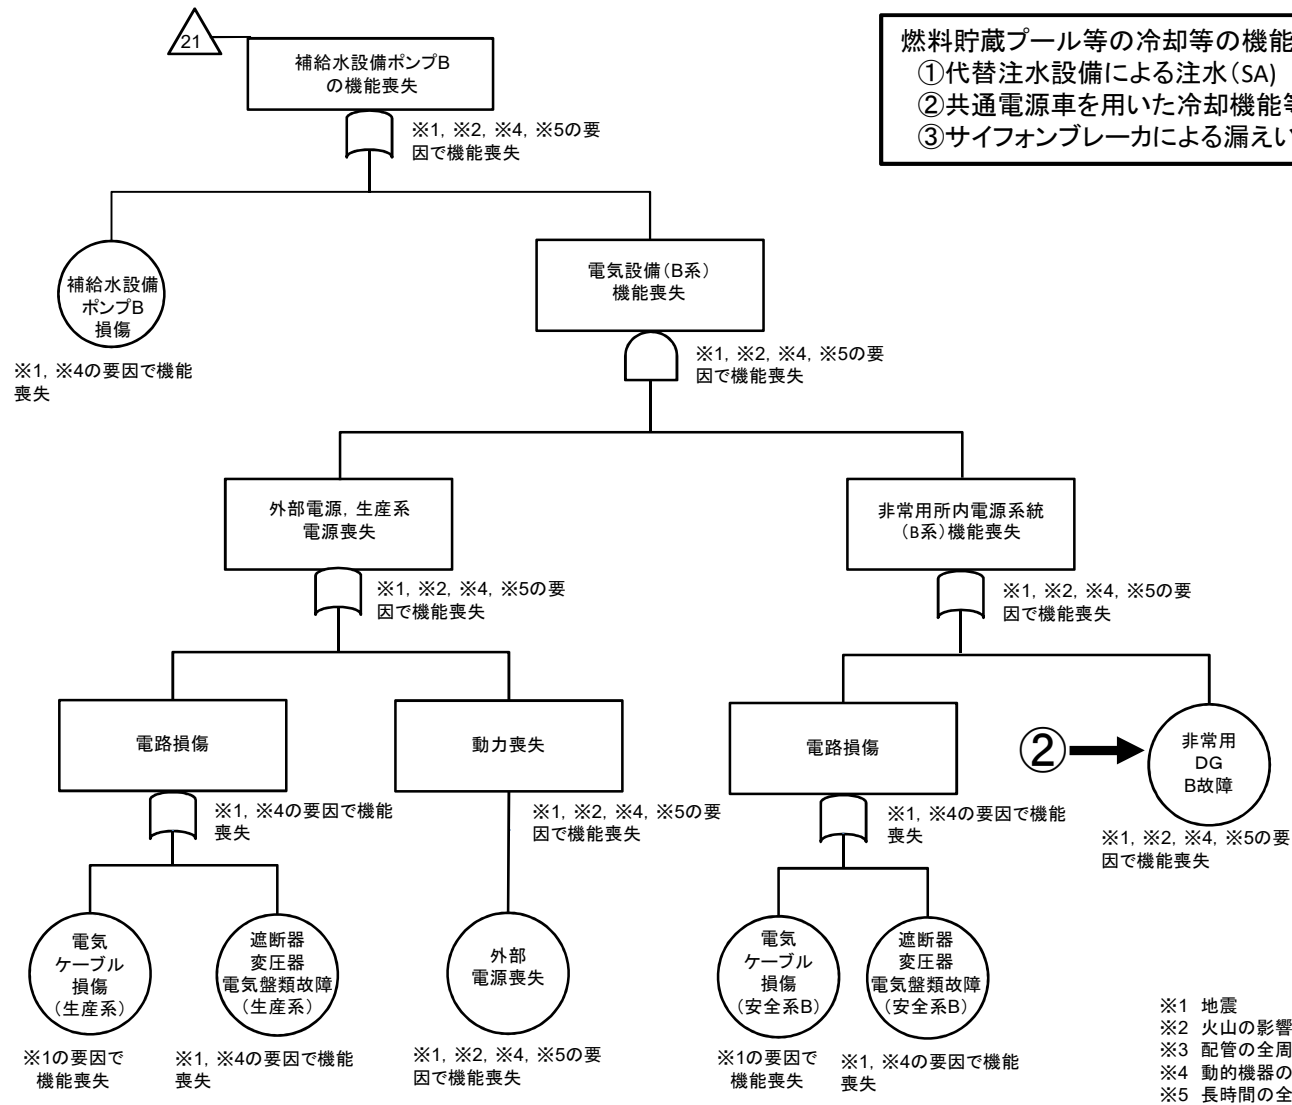 21
補給水設備ポンプB
の機能喪失
※1, ※2, ※4, ※5の要
因で機能喪失
燃料貯蔵プール等の冷却等の機能
①代替注水設備による注水(SA)
②共通電源車を用いた冷却機能
③サイフォンブレーカによる漏えい
補給水設備
ポンプB
損傷
※1, ※4の要因で機能
喪失
電気設備(B系)
機能喪失
※1, ※2, ※4, ※5の要
因で機能喪失
外部電源, 生産系
電源喪失
※1, ※2, ※4, ※5の要
因で機能喪失
非常用所内電源系統
(B系)機能喪失
※1, ※2, ※4, ※5の要
因で機能喪失
電路損傷
※1, ※4の要因で機能
喪失
動力喪失
※1, ※2, ※4, ※5の要
因で機能喪失
電路損傷
※1, ※4の要因で機能
喪失
②
非常用
DG
B故障
※1, ※2, ※4, ※5の要
因で機能喪失
電気
ケーブル
損傷
(生産系)
※1の要因で
機能喪失
遮断器
変圧器
電気盤類故障
(生産系)
※1, ※4の要因で機能
喪失
外部
電源喪失
※1, ※2, ※4, ※5の要
因で機能喪失
電気
ケーブル
損傷
(安全系B)
※1の要因で
機能喪失
遮断器
変圧器
電気盤類故障
(安全系B)
※1, ※4の要因で機能
喪失
※1 地震
※2 火山の影響
※3 配管の全周
※4 動的機器の
※5 長時間の全